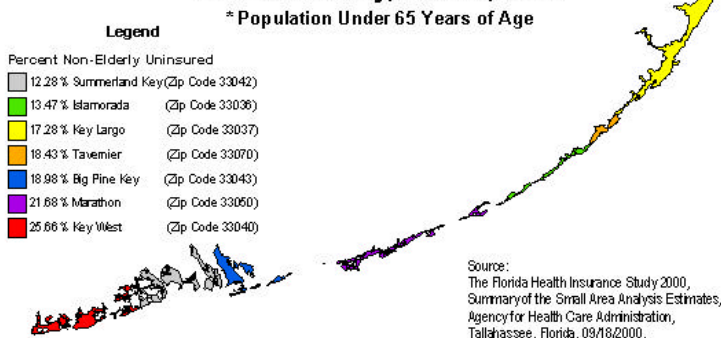 * Population Under 65 Years of Age
Legend
Percent Non-Elderly Uninsured
12.28 % Summerland Key (Zip Code 33042)
13.47 % Islamorada (Zip Code 33036)
17.28 % Key Largo (Zip Code 33037)
18.43 % Tavernier (Zip Code 33070)
18.98 % Big Pine Key (Zip Code 33043)
21.68 % Marathon (Zip Code 33050)
25.66 % Key West (Zip Code 33040)
Source:
The Florida Health Insurance Study 2000,
Summary of the Small Area Analysis Estimates,
Agency for Health Care Administration,
Tallahassee, Florida, 09/18/2000.